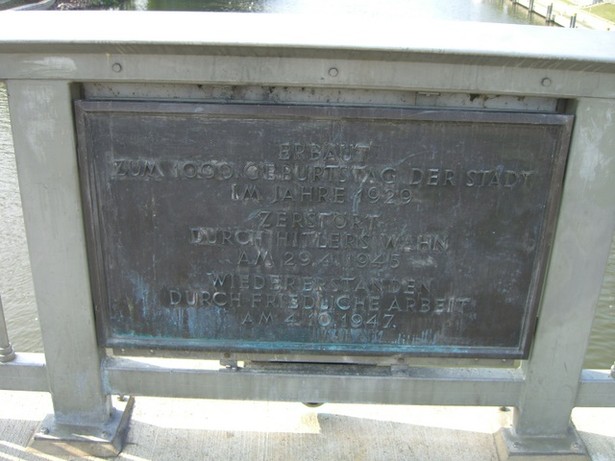 ERBAUT
ZUM 1000. GEBURTSTAG DER STADT
IM JAHRE 1929
ZERSTÖRT
DURCH HITLERS WAHN
AM 29.4.1945
WIEDERERSTANDEN
DURCH FRIEDLICHE ARBEIT
AM 4.10.1947.